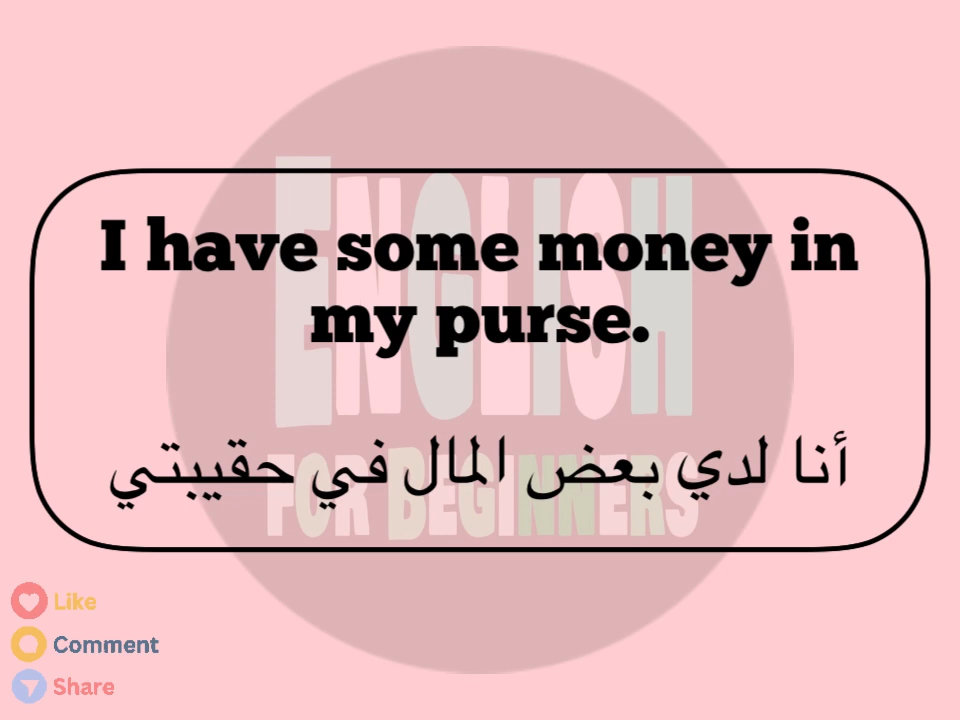 I have some money in
my purse.
أنا لدي بعض المال في حقيبتي
ENGLISH
FOR BEGINNERS
Like
Comment
Share